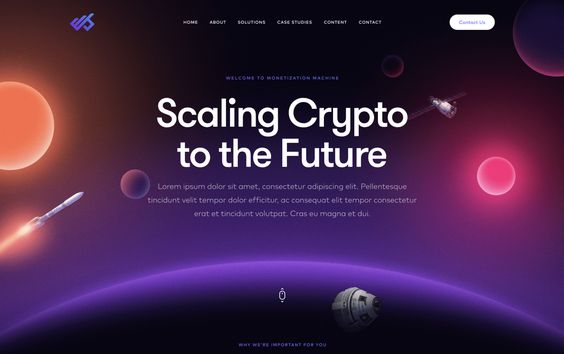 HOME ABOUT SOLUTIONS CASE STUDIES CONTENT CONTACT Contact Us
WELCOME TO MONETIZATION MACHINE
Scaling Crypto
to the Future
Lorem ipsum dolor sit amet, consectetur adipiscing elit. Pellentesque
tincidunt velit tempor dolor efficitur, ac consequat elit tempor consectetur
erat et tincidunt volutpat. Cras eu magna et dui.
WHY WE'RE IMPORTANT FOR YOU